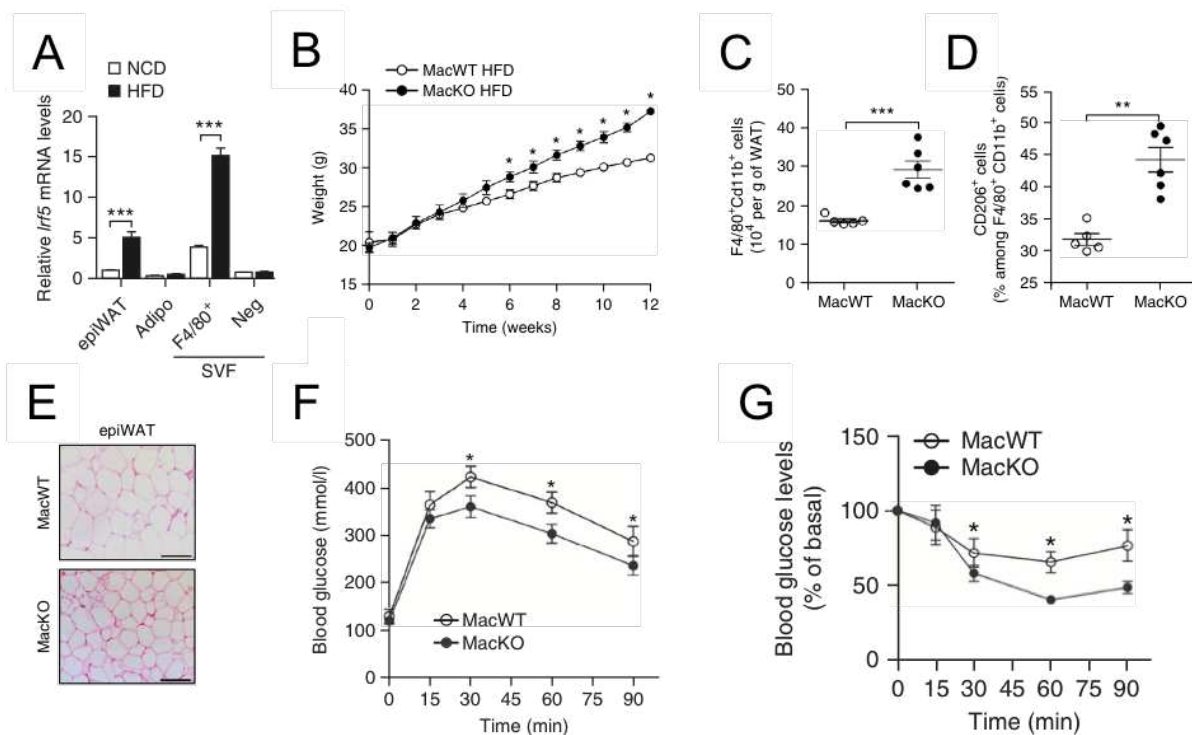 A
NCD
HFD
Relative Irf5 mRNA levels
20
15
10
5
0
***
***
epiWAT
Adipo
F4/80+
Neg
SVF
B
MacWT HFD
MacKO HFD
Weight (g)
40
35
30
25
20
15
* * * * * * *
0 2 4 6 8 10 12
Time (weeks)
C
F4/80+Cd11b+ cells
(10⁴ per g of WAT)
50
40
30
20
10
0
***
MacWT MacKO
D
CD206+ cells
(% among F4/80+ CD11b+ cells)
55
50
45
40
35
30
25
**
MacWT MacKO
E
epiWAT
MacWT
MacKO
F
Blood glucose (mmol/l)
500
400
300
200
100
0
* * *
MacWT
MacKO
0 15 30 45 60 75 90
Time (min)
G
Blood glucose levels
(% of basal)
150
100
50
0
MacWT
MacKO
* * *
0 15 30 45 60 75 90
Time (min)